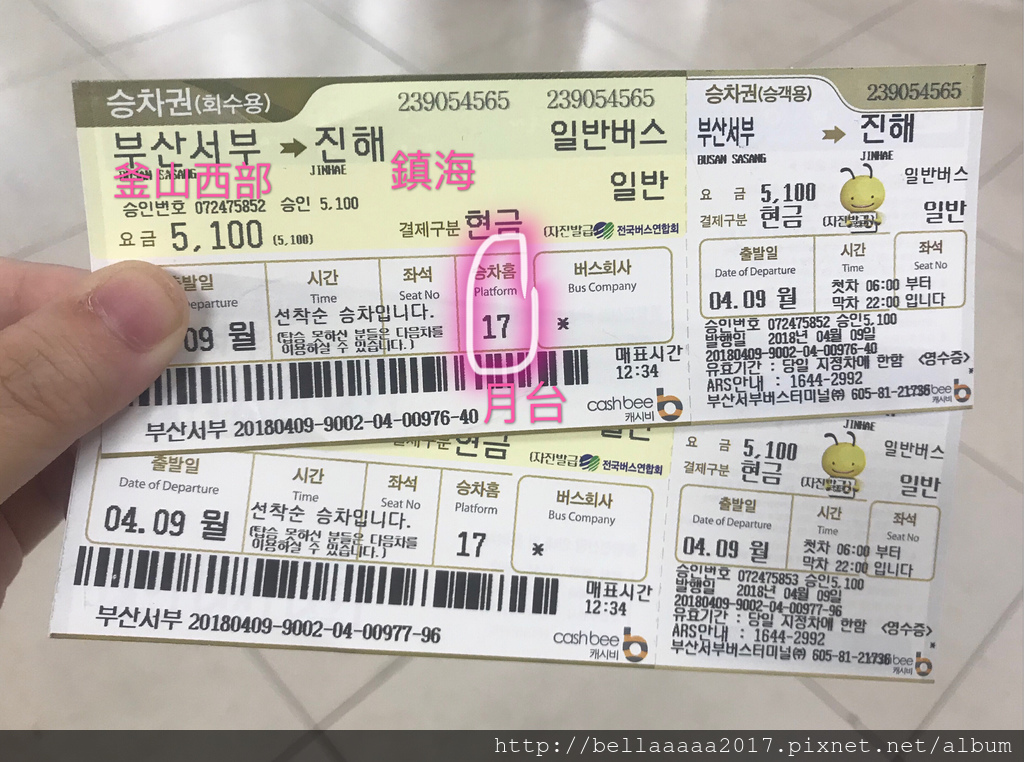 승차권(회수용)
239054565 239054565
부산서부 → 진해 일반버스
BUSAN SASANG JINHAE
釜山西部 鎮海
일반
승인번호 072475852 승인 5,100
요금 5,100 (5,100)
결제구분 현금 (자진발급) 전국버스연합회
발일 시간 좌석 승차홈 버스회사
Departure Time Seat No Platform Bus Company
09 월 선착순 승차입니다. 17 *
(탑승 못하신 분들은 다음차를
이용하실 수 있습니다.)
매표시간
12:34
月台
부산서부 20180409-9002-04-00976-40
cashbee
캐시비
승차권(승객용) 239054565
부산서부 → 진해
BUSAN SASANG JINHAE
일반버스
요 금 5,100
일반
결제구분 현금 (자진발급)
출발일 시간 좌석
Date of Departure Time Seat No
04.09 월 첫차 06:00 부터
막차 22:00 입니다
승인번호 072475852 승인5,100
발행일 2018년 04월 09일
20180409-9002-04-00976-40
유효기간 : 당일 지정차에 한함 <영수증>
ARS안내 : 1644-2992
부산서부버스터미널㈜ 605-81-21736
cashbee
캐시비
결제구분 현금 (자진발급) 전국버스연합회
출발일 시간 좌석 승차홈 버스회사
Date of Departure Time Seat No Platform Bus Company
04.09 월 선착순 승차입니다. 17 *
(탑승 못하신 분들은 다음차를
이용하실 수 있습니다.)
매표시간
12:34
부산서부 20180409-9002-04-00977-96
cashbee
캐시비
JINHAE
요 금 5,100 일반버스
결제구분 현금 (자진발급) 일반
출발일 시간 좌석
Date of Departure Time Seat No
04.09 월 첫차 06:00 부터
막차 22:00 입니다
승인번호 072475853 승인5,100
발행일 2018년 04월 09일
20180409-9002-04-00977-96
유효기간 : 당일 지정차에 한함 <영수증>
ARS안내 : 1644-2992
부산서부버스터미널㈜ 605-81-21736
cashbee
캐시비
http://bellaaaaa2017.pixnet.net/album